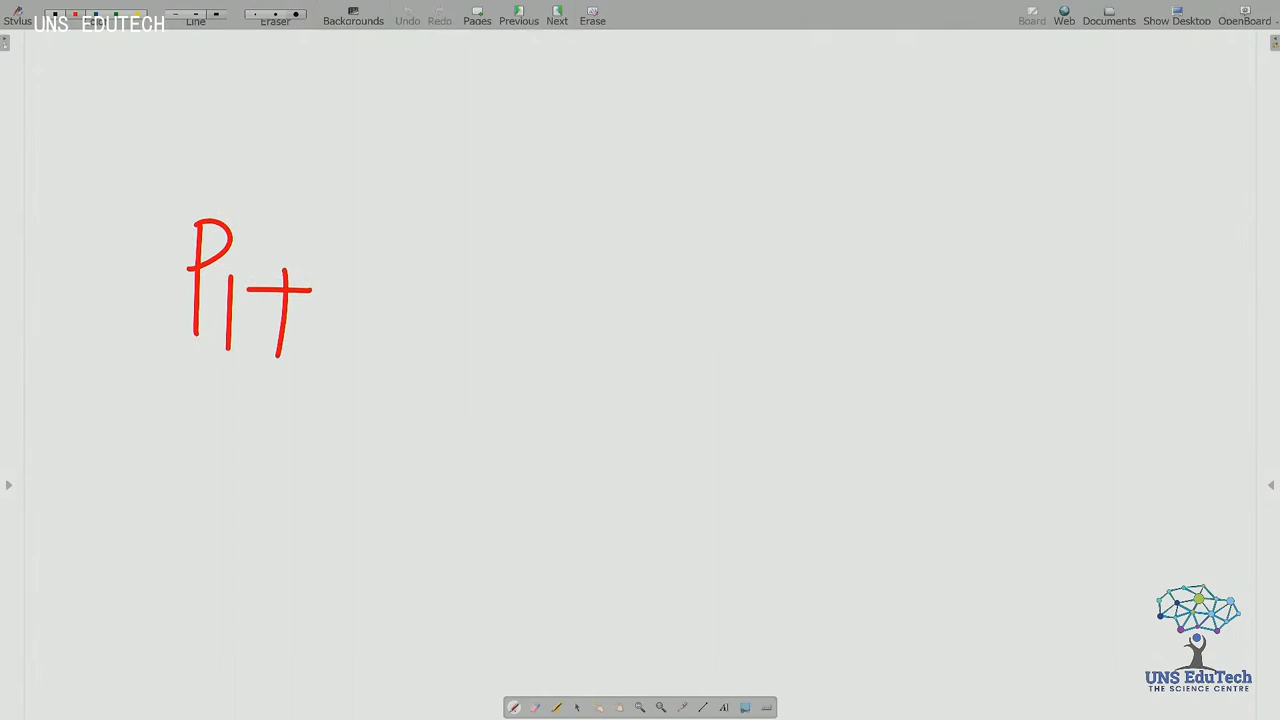 Stylus
Line
Eraser
Backgrounds
Undo
Redo
Pages
Previous
Next
Erase
Board
Web
Documents
Show Desktop
OpenBoard
UNS EDUTECH
Pit
UNS EduTech
THE SCIENCE CENTRE